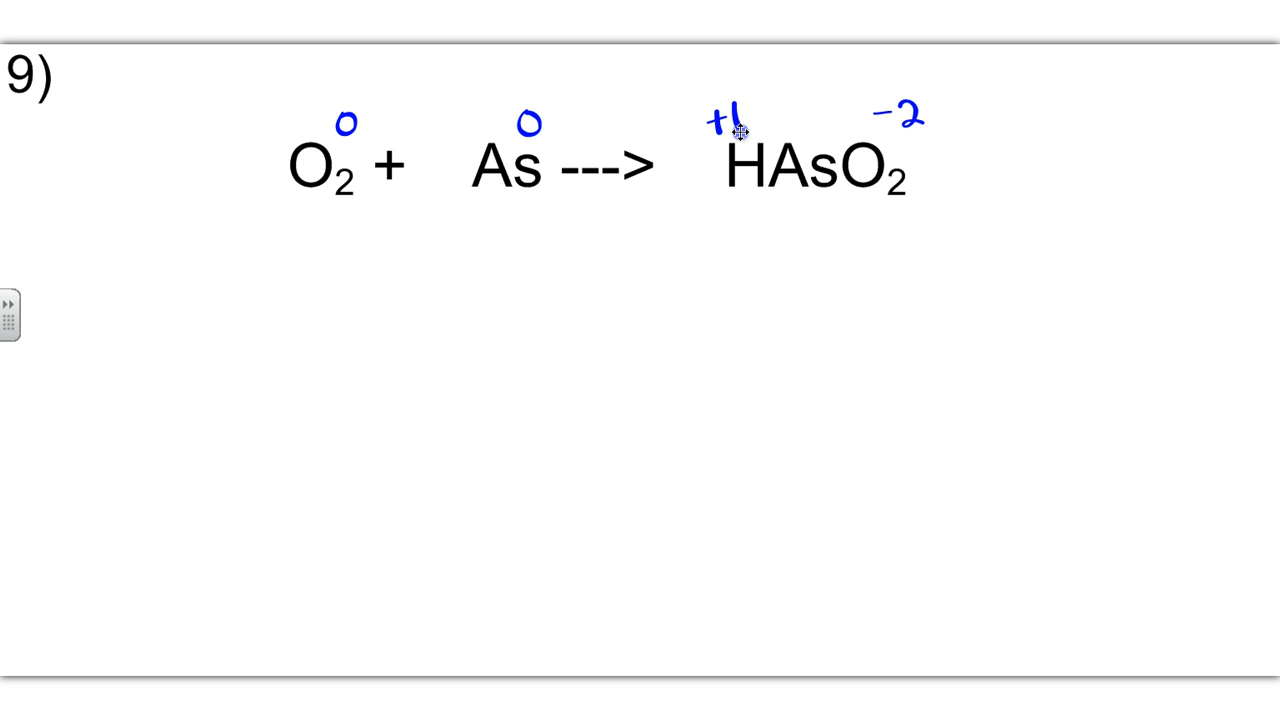 9)
0 0 +1 -2
O₂ + As ---> HAsO₂